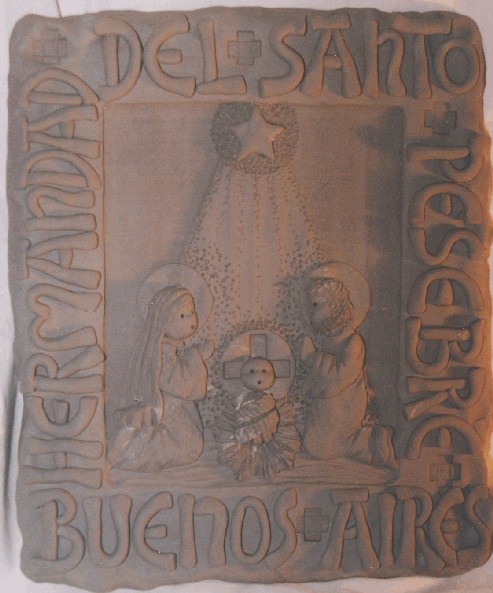 HERMANDAD
DEL SANTO
PESEBRE
BUENOS AIRES